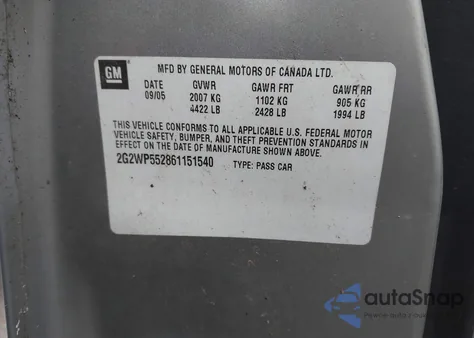 GM
MFD BY GENERAL MOTORS OF CANADA LTD.
DATE GVWR GAWR FRT GAWR RR
09/05 2007 KG 1102 KG 905 KG
4422 LB 2428 LB 1994 LB
THIS VEHICLE CONFORMS TO ALL APPLICABLE U.S. FEDERAL MOTOR
VEHICLE SAFETY, BUMPER, AND THEFT PREVENTION STANDARDS IN
EFFECT ON THE DATE OF MANUFACTURE SHOWN ABOVE.
2G2WP552861151540 TYPE: PASS CAR
autaSnap